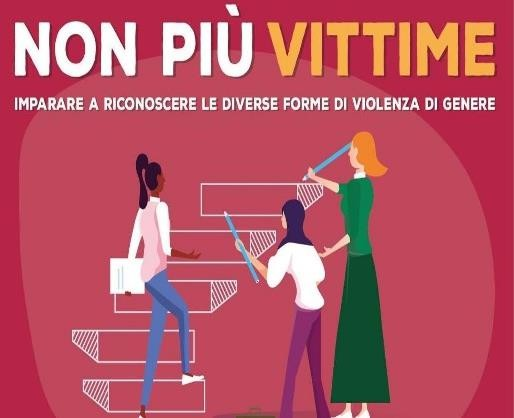 NON PIÙ VITTIME
IMPARARE A RICONOSCERE LE DIVERSE FORME DI VIOLENZA DI GENERE